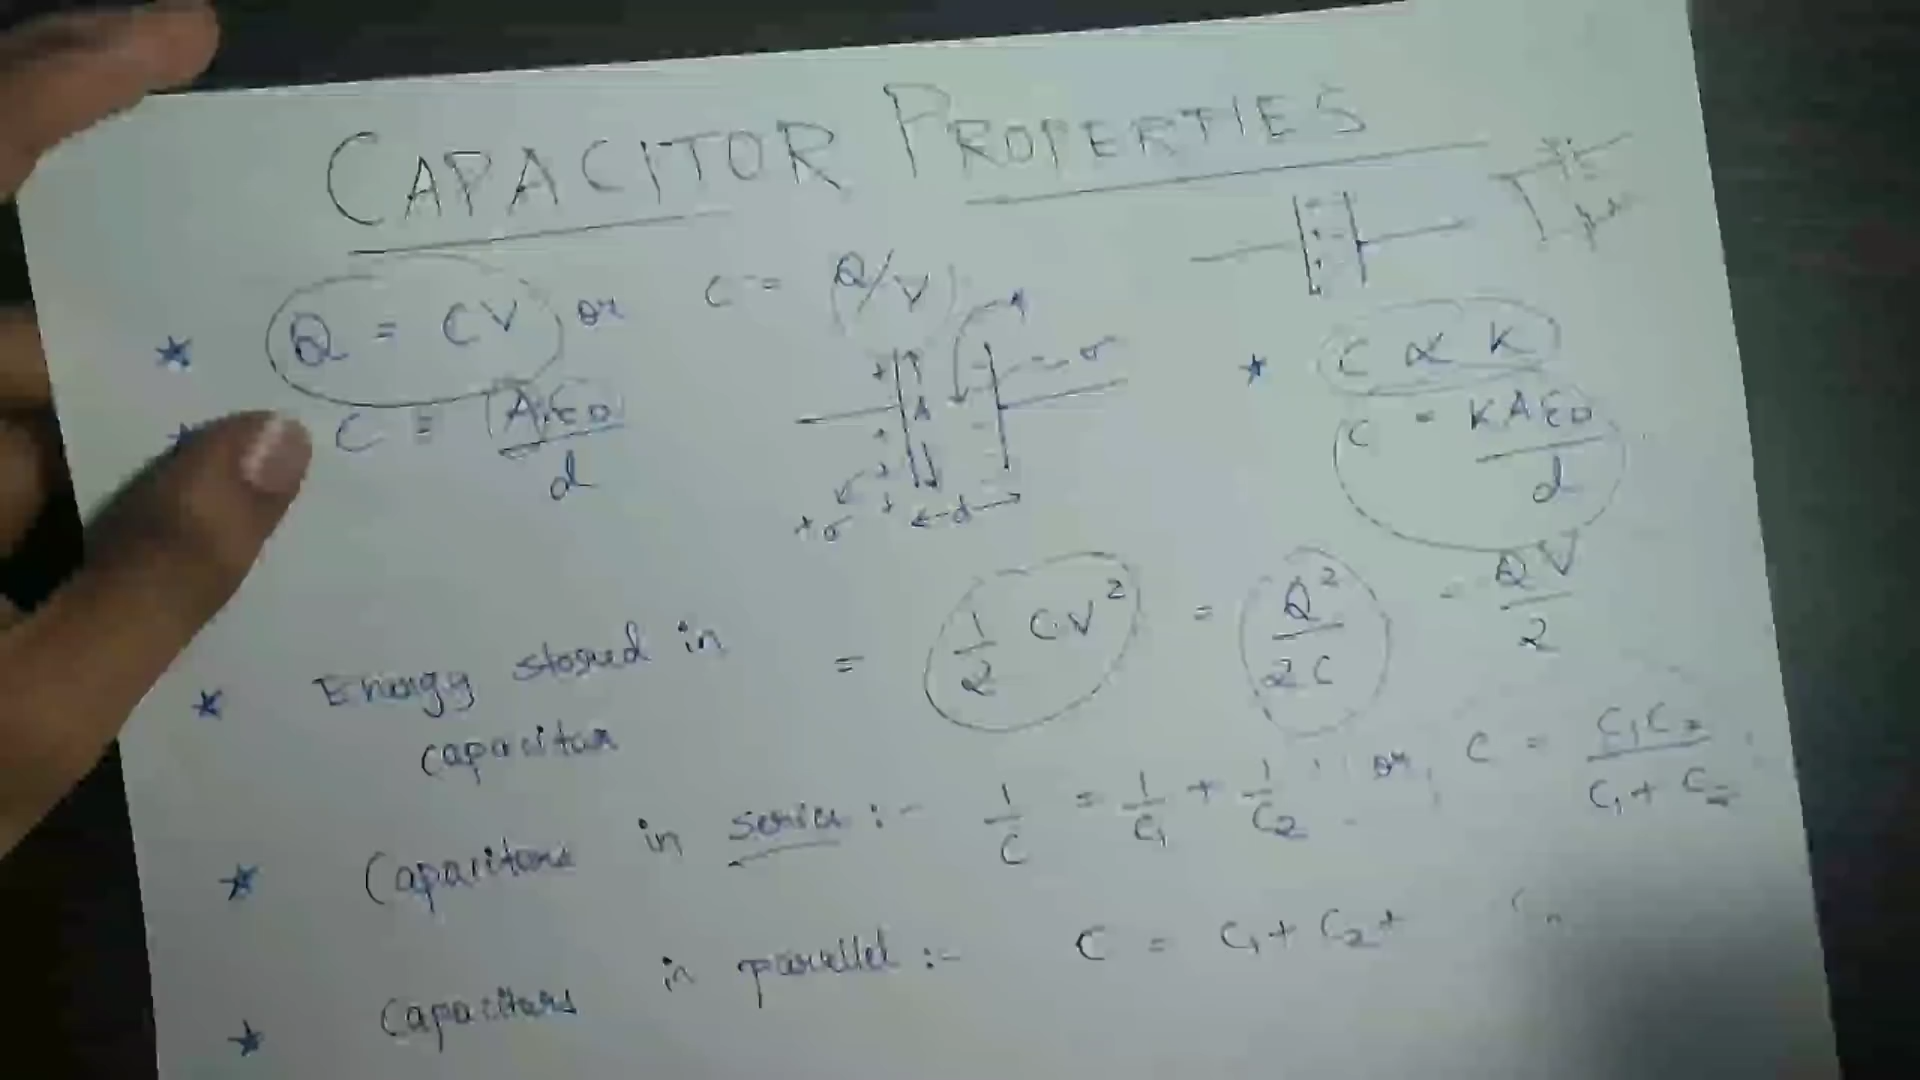 CAPACITOR PROPERTIES
★ Q = CV or C = Q/V
★ C = Aε₀/d
+ + + + A - σ
+σ d
★ C ∝ K
C = KAε₀/d
★ Energy stored in capacitor = 1/2 CV² = Q²/2C = QV/2
★ Capacitors in series :- 1/C = 1/C₁ + 1/C₂ or C = C₁C₂/C₁+C₂
★ Capacitors in parallel :- C = C₁ + C₂ + Cₙ